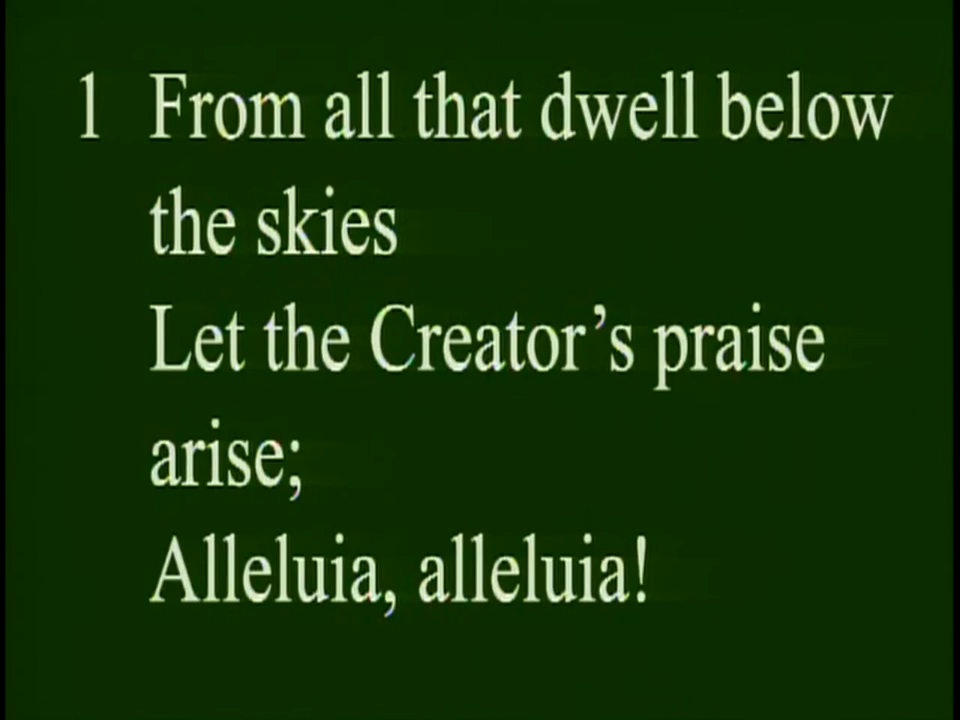 1 From all that dwell below
the skies
Let the Creator’s praise
arise;
Alleluia, alleluia!